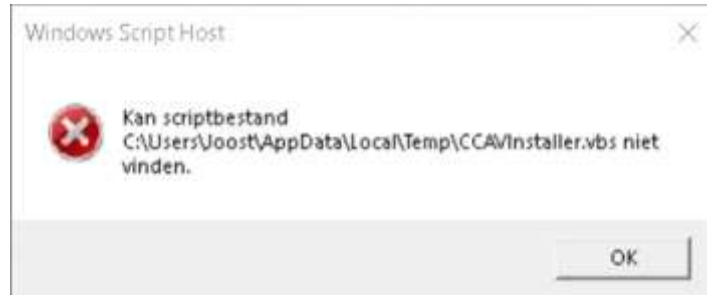 Windows Script Host
Kan scriptbestand
C:\Users\Joost\AppData\Local\Temp\CCAVInstaller.vbs niet
vinden.
OK